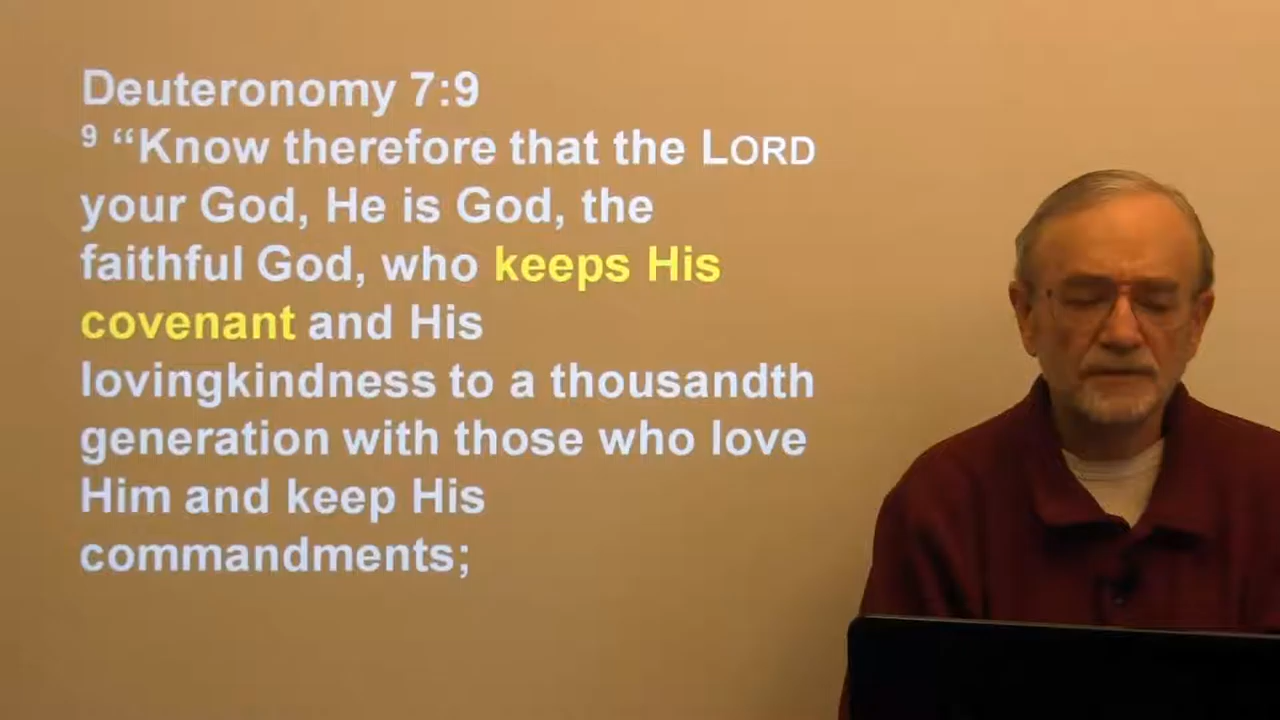 Deuteronomy 7:9
9 “Know therefore that the LORD
your God, He is God, the
faithful God, who keeps His
covenant and His
lovingkindness to a thousandth
generation with those who love
Him and keep His
commandments;